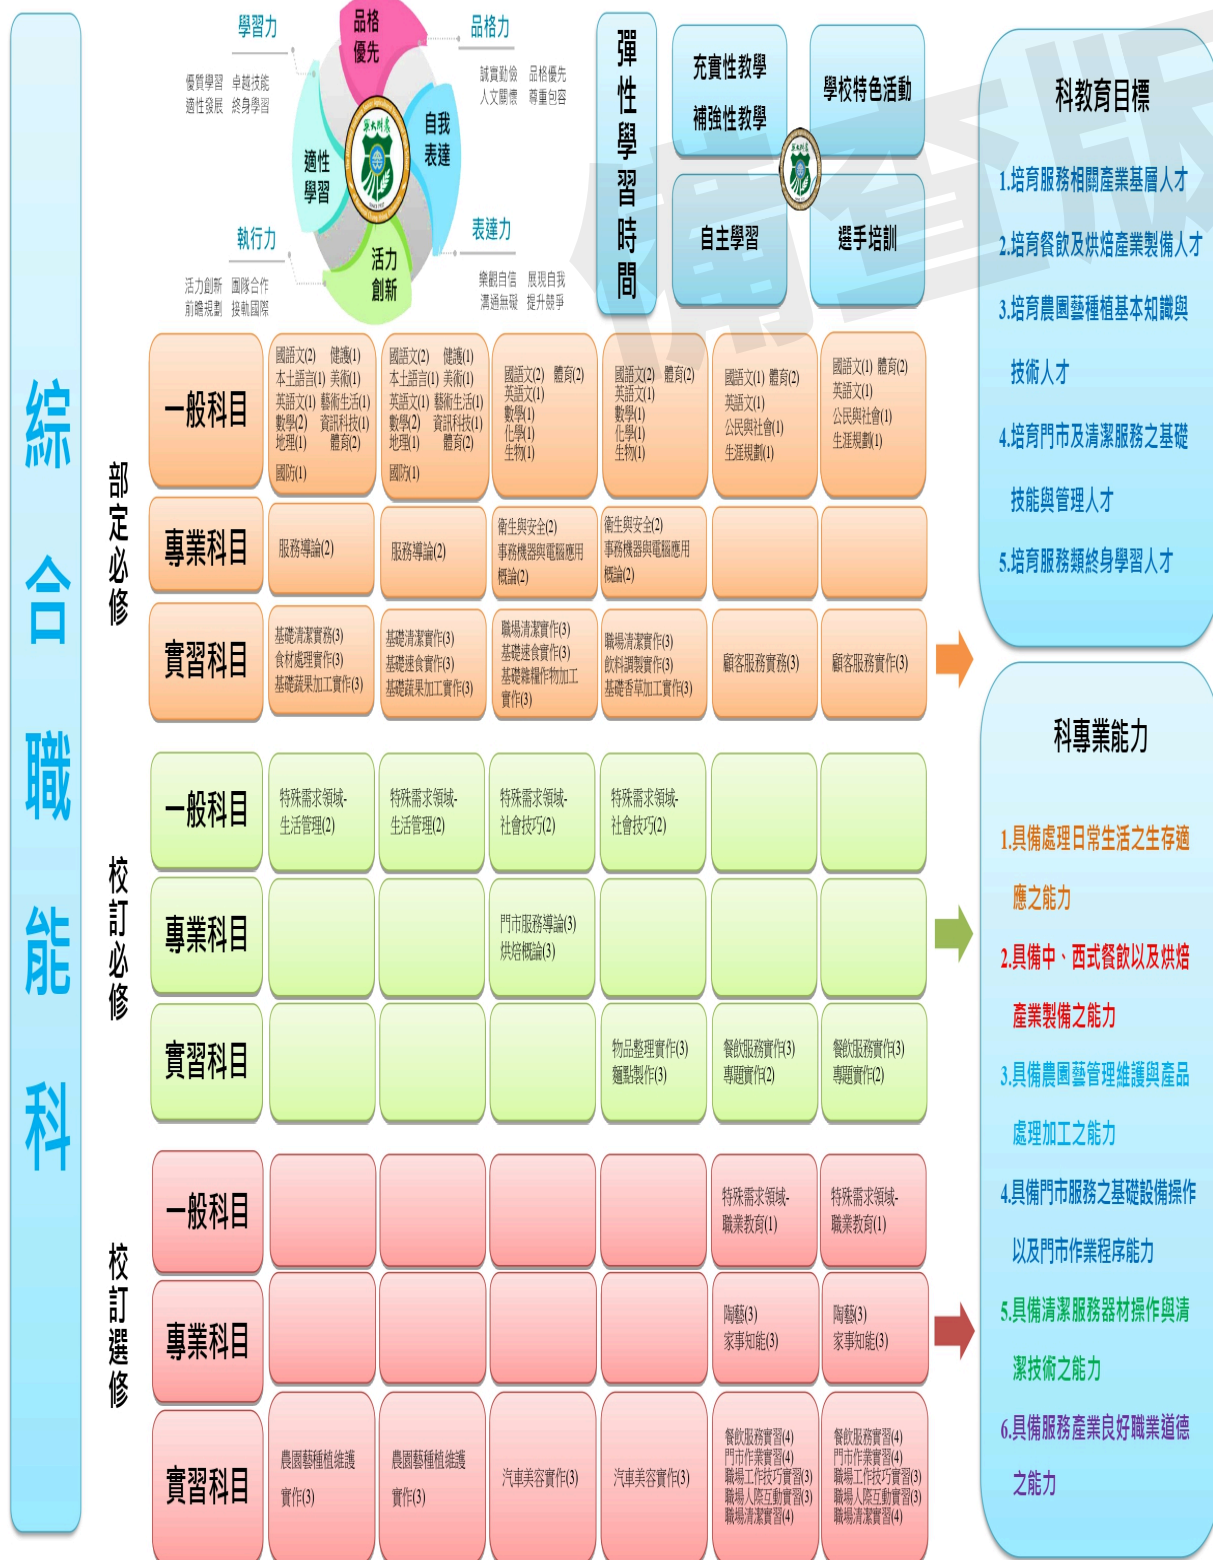 綜合職能科
學習力
優質學習 卓越技能
適性發展 終身學習
品格力
誠實勤儉 品格優先
人文關懷 尊重包容
執行力
活力創新 團隊合作
前瞻規劃 接軌國際
表達力
樂觀自信 展現自我
溝通無礙 提升競爭
品格
優先
自我
表達
適性
學習
活力
創新
興大附農
彈性學習時間
充實性教學
補強性教學
學校特色活動
自主學習
選手培訓
備查版
部定必修
一般科目
國語文(2) 健護(1)
本土語言(1) 美術(1)
英語文(1) 藝術生活(1)
數學(2) 資訊科技(1)
地理(1) 體育(2)
國防(1)
國語文(2) 健護(1)
本土語言(1) 美術(1)
英語文(1) 藝術生活(1)
數學(2) 資訊科技(1)
地理(1) 體育(2)
國防(1)
國語文(2) 體育(2)
英語文(1)
數學(1)
化學(1)
生物(1)
國語文(2) 體育(2)
英語文(1)
數學(1)
化學(1)
生物(1)
國語文(1) 體育(2)
英語文(1)
公民與社會(1)
生涯規劃(1)
國語文(1) 體育(2)
英語文(1)
公民與社會(1)
生涯規劃(1)
專業科目
服務導論(2)
服務導論(2)
衛生與安全(2)
事務機器與電腦應用
概論(2)
衛生與安全(2)
事務機器與電腦應用
概論(2)
實習科目
基礎清潔實務(3)
食材處理實作(3)
基礎蔬果加工實作(3)
基礎清潔實作(3)
基礎速食實作(3)
基礎蔬果加工實作(3)
職場清潔實作(3)
基礎速食實作(3)
基礎雜糧作物加工
實作(3)
職場清潔實作(3)
飲料調製實作(3)
基礎香草加工實作(3)
顧客服務實務(3)
顧客服務實作(3)
校訂必修
一般科目
特殊需求領域-
生活管理(2)
特殊需求領域-
生活管理(2)
特殊需求領域-
社會技巧(2)
特殊需求領域-
社會技巧(2)
專業科目
門市服務導論(3)
烘焙概論(3)
實習科目
物品整理實作(3)
麵點製作(3)
餐飲服務實作(3)
專題實作(2)
餐飲服務實作(3)
專題實作(2)
校訂選修
一般科目
特殊需求領域-
職業教育(1)
特殊需求領域-
職業教育(1)
專業科目
陶藝(3)
家事知能(3)
陶藝(3)
家事知能(3)
實習科目
農園藝種植維護
實作(3)
農園藝種植維護
實作(3)
汽車美容實作(3)
汽車美容實作(3)
餐飲服務實習(4)
門市作業實習(4)
職場工作技巧實習(3)
職場人際互動實習(3)
職場清潔實習(4)
餐飲服務實習(4)
門市作業實習(4)
職場工作技巧實習(3)
職場人際互動實習(3)
職場清潔實習(4)
科教育目標
1.培育服務相關產業基層人才
2.培育餐飲及烘焙產業製備人才
3.培育農園藝種植基本知識與
技術人才
4.培育門市及清潔服務之基礎
技能與管理人才
5.培育服務類終身學習人才
科專業能力
1.具備處理日常生活之生存適
應之能力
2.具備中、西式餐飲以及烘焙
產業製備之能力
3.具備農園藝管理維護與產品
處理加工之能力
4.具備門市服務之基礎設備操作
以及門市作業程序能力
5.具備清潔服務器材操作與清
潔技術之能力
6.具備服務產業良好職業道德
之能力